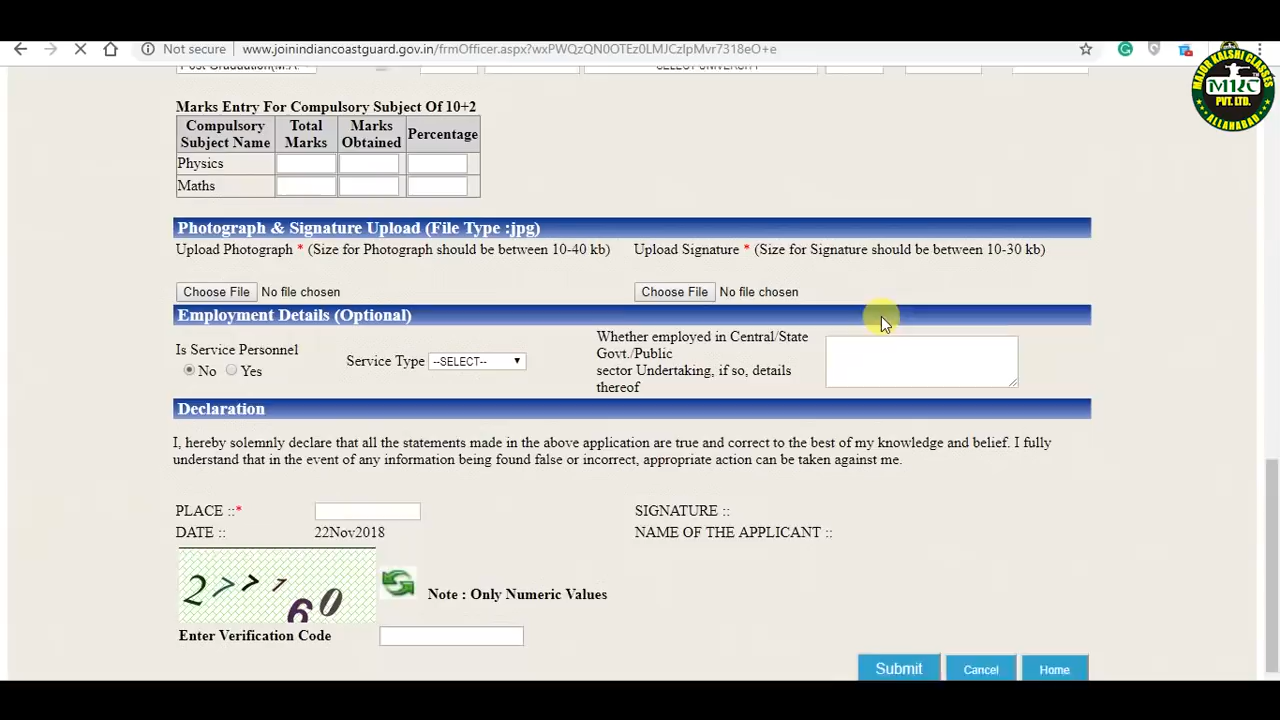 Not secure www.joinindiancoastguard.gov.in/frmOfficer.aspx?wxPWQzQN0OTEz0LMJCzIpMvr7318eO+e
MAJOR KALSHI CLASSES
MKC
PVT. LTD.
ALLAHABAD
Post Graduation(M.A. SELECT UNIVERSITY
Marks Entry For Compulsory Subject Of 10+2
Compulsory Subject Name Total Marks Marks Obtained Percentage
Physics
Maths
Photograph & Signature Upload (File Type :jpg)
Upload Photograph * (Size for Photograph should be between 10-40 kb) Upload Signature * (Size for Signature should be between 10-30 kb)
Choose File No file chosen Choose File No file chosen
Employment Details (Optional)
Is Service Personnel
No Yes
Service Type --SELECT--
Whether employed in Central/State
Govt./Public
sector Undertaking, if so, details
thereof
Declaration
I, hereby solemnly declare that all the statements made in the above application are true and correct to the best of my knowledge and belief. I fully
understand that in the event of any information being found false or incorrect, appropriate action can be taken against me.
PLACE ::* SIGNATURE ::
DATE :: 22Nov2018 NAME OF THE APPLICANT ::
Note : Only Numeric Values
Enter Verification Code
Submit Cancel Home